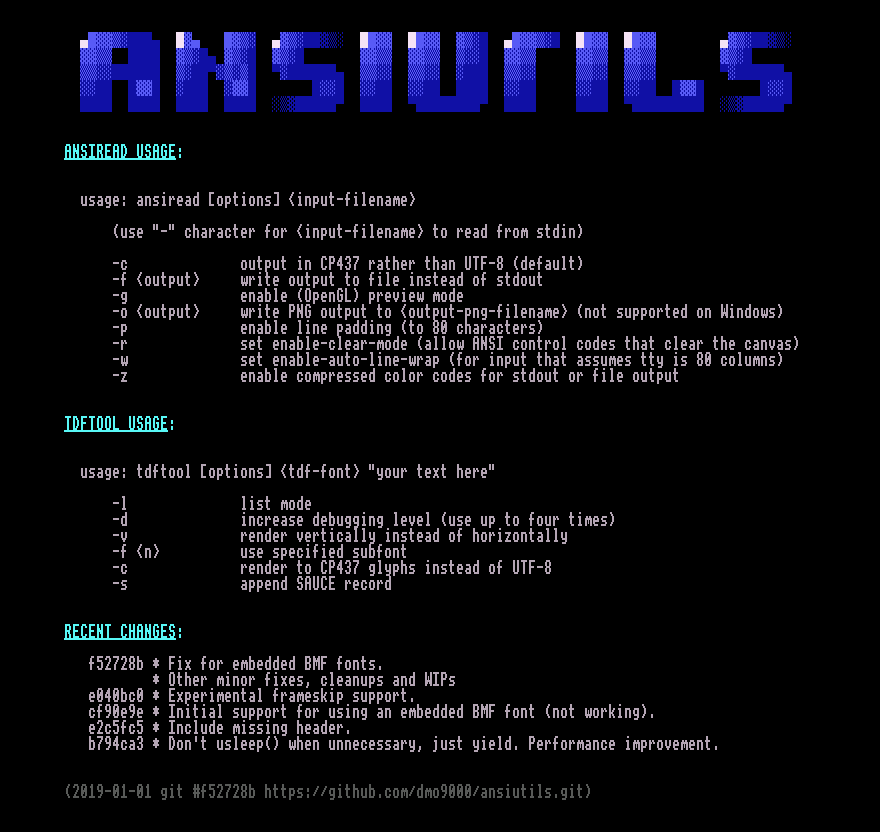 ANSIUTILS
ANSIREAD USAGE:
usage: ansiread [options] <input-filename>
(use "-" character for <input-filename> to read from stdin)
-c output in CP437 rather than UTF-8 (default)
-f <output> write output to file instead of stdout
-g enable (OpenGL) preview mode
-o <output> write PNG output to <output-png-filename> (not supported on Windows)
-p enable line padding (to 80 characters)
-r set enable-clear-mode (allow ANSI control codes that clear the canvas)
-w set enable-auto-line-wrap (for input that assumes tty is 80 columns)
-z enable compressed color codes for stdout or file output
TDFTOOL USAGE:
usage: tdftool [options] <tdf-font> "your text here"
-l list mode
-d increase debugging level (use up to four times)
-v render vertically instead of horizontally
-f <n> use specified subfont
-c render to CP437 glyphs instead of UTF-8
-s append SAUCE record
RECENT CHANGES:
f52728b * Fix for embedded BMF fonts.
* Other minor fixes, cleanups and WIPs
e040bc0 * Experimental frameskip support.
cf90e9e * Initial support for using an embedded BMF font (not working).
e2c5fc5 * Include missing header.
b794ca3 * Don't usleep() when unnecessary, just yield. Performance improvement.
(2019-01-01 git #f52728b https://github.com/dmo9000/ansiutils.git)